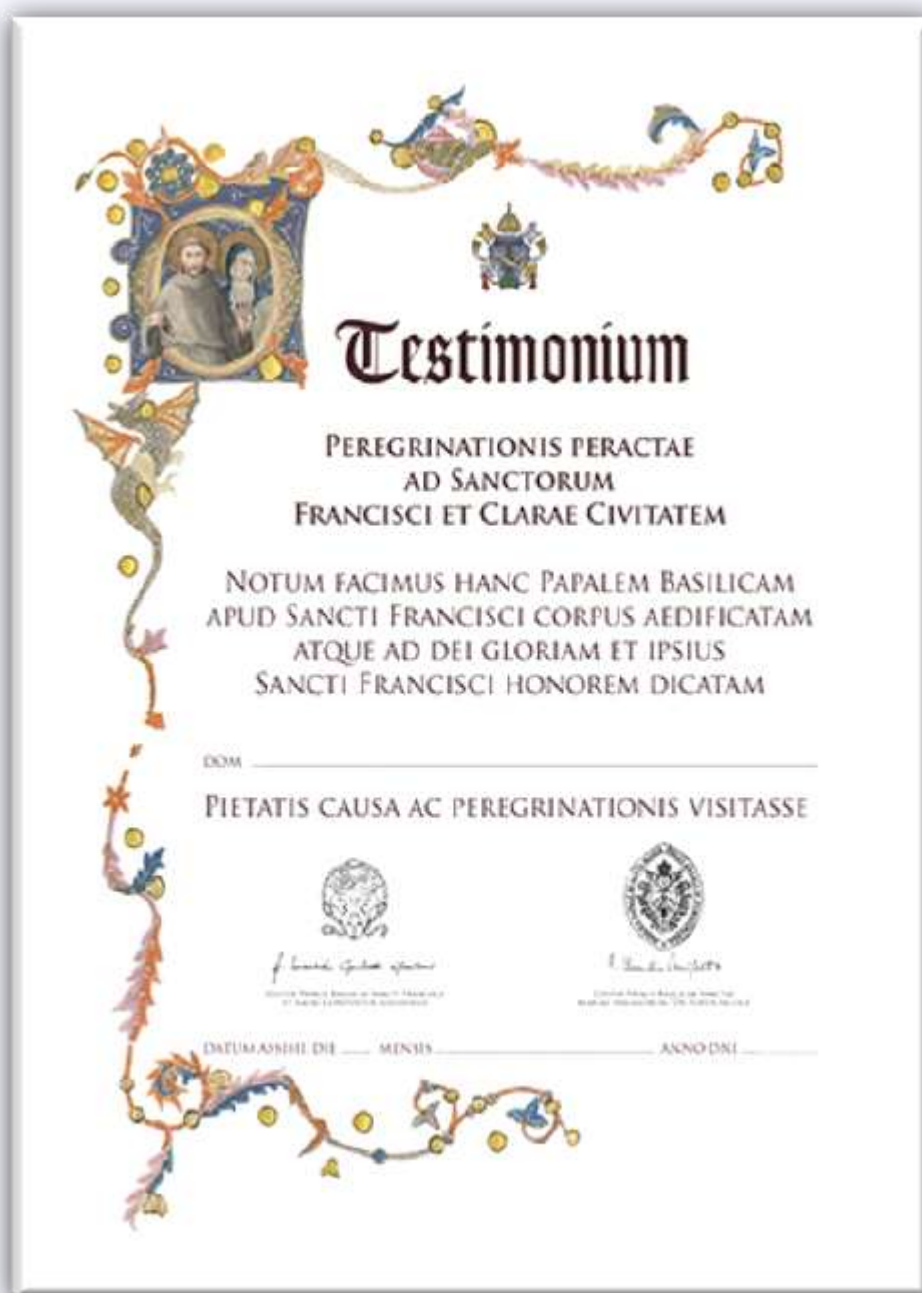 Testimonium
PEREGRINATIONIS PERACTAE
AD SANCTORUM
FRANCISCI ET CLARAE CIVITATEM
NOTUM FACIMUS HANC PAPALEM BASILICAM
APUD SANCTI FRANCISCI CORPUS AEDIFICATAM
ATQUE AD DEI GLORIAM ET IPSIUS
SANCTI FRANCISCI HONOREM DICATAM
DOM
PIETATIS CAUSA AC PEREGRINATIONIS VISITASSE
DATUM ASSISII DIE MENSIS ANNO DNI